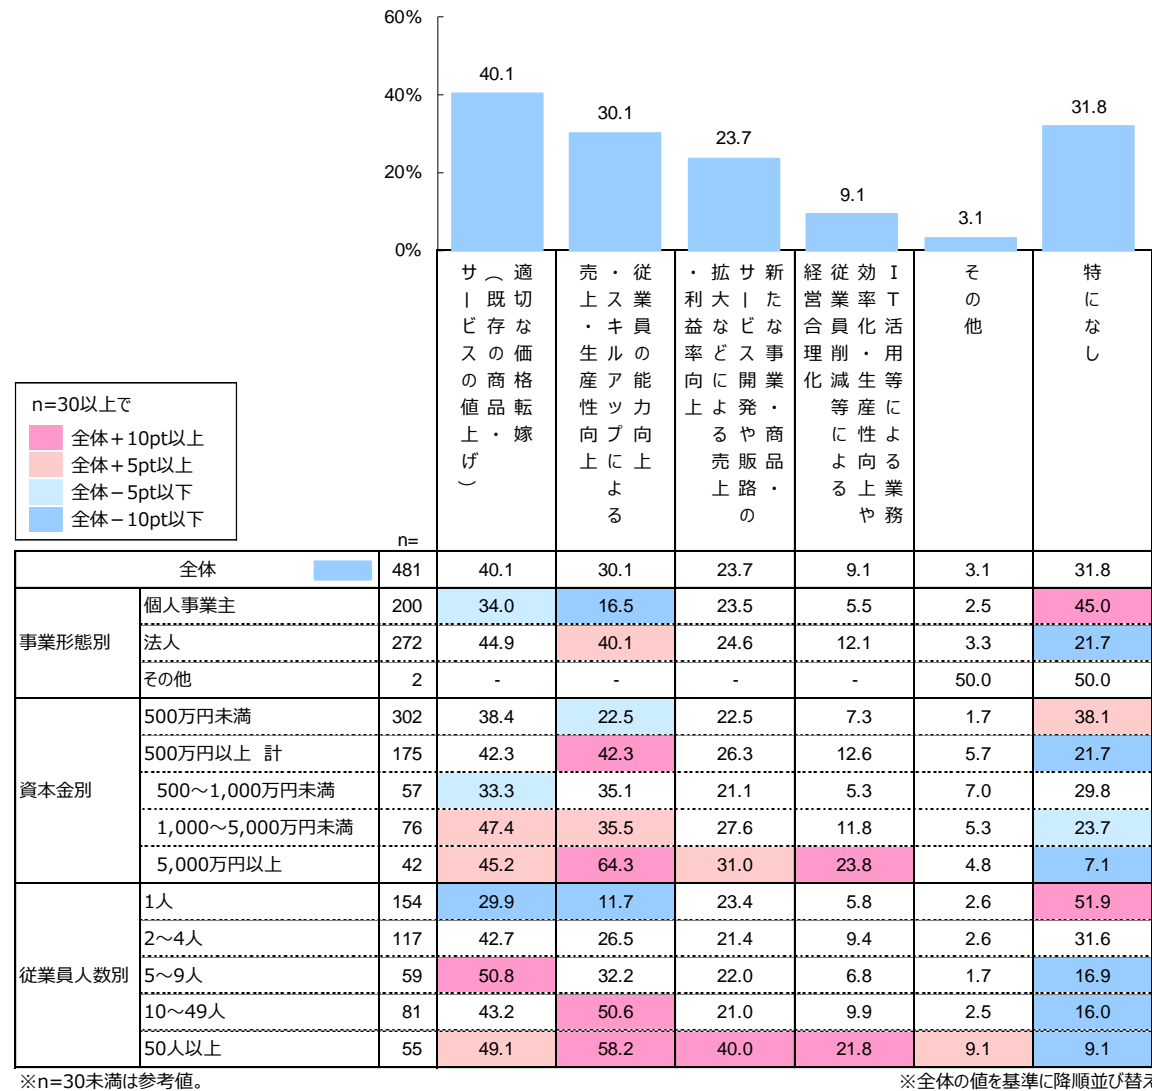 60%
40%
20%
0%
40.1
30.1
23.7
9.1
3.1
31.8
適切な価格転嫁
（既存の商品・
サービスの値上げ）
従業員の能力向上
・スキルアップによる
売上・生産性向上
新たな事業・商品・
サービス開発や販路の
拡大などによる売上
・利益率向上
ＩＴ活用等による業務
効率化・生産性向上や
従業員削減等による
経営合理化
その他
特になし
n=30以上で
全体＋10pt以上
全体＋5pt以上
全体－5pt以下
全体－10pt以下
n=
全体 481 40.1 30.1 23.7 9.1 3.1 31.8
事業形態別
個人事業主 200 34.0 16.5 23.5 5.5 2.5 45.0
法人 272 44.9 40.1 24.6 12.1 3.3 21.7
その他 2 - - - - 50.0 50.0
資本金別
500万円未満 302 38.4 22.5 22.5 7.3 1.7 38.1
500万円以上 計 175 42.3 42.3 26.3 12.6 5.7 21.7
500～1,000万円未満 57 33.3 35.1 21.1 5.3 7.0 29.8
1,000～5,000万円未満 76 47.4 35.5 27.6 11.8 5.3 23.7
5,000万円以上 42 45.2 64.3 31.0 23.8 4.8 7.1
従業員人数別
1人 154 29.9 11.7 23.4 5.8 2.6 51.9
2～4人 117 42.7 26.5 21.4 9.4 2.6 31.6
5～9人 59 50.8 32.2 22.0 6.8 1.7 16.9
10～49人 81 43.2 50.6 21.0 9.9 2.5 16.0
50人以上 55 49.1 58.2 40.0 21.8 9.1 9.1
※n=30未満は参考値。
※全体の値を基準に降順並び替え